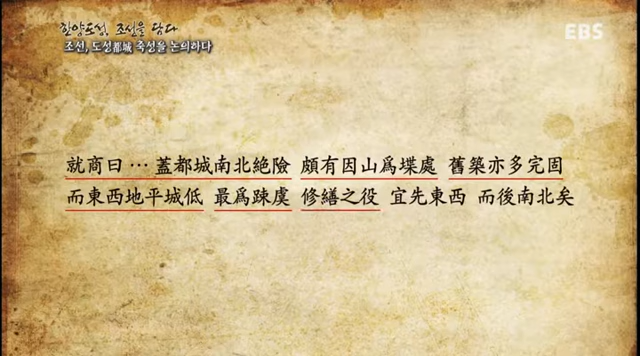 한양도성, 조선을 담다
조선, 도성都城 축성을 논의하다
EBS
就商曰⋯蓋都城南北絶險 頗有因山爲堞處 舊築亦多完固
而東西地平城低 最爲踈虞 修繕之役 宜先東西 而後南北矣